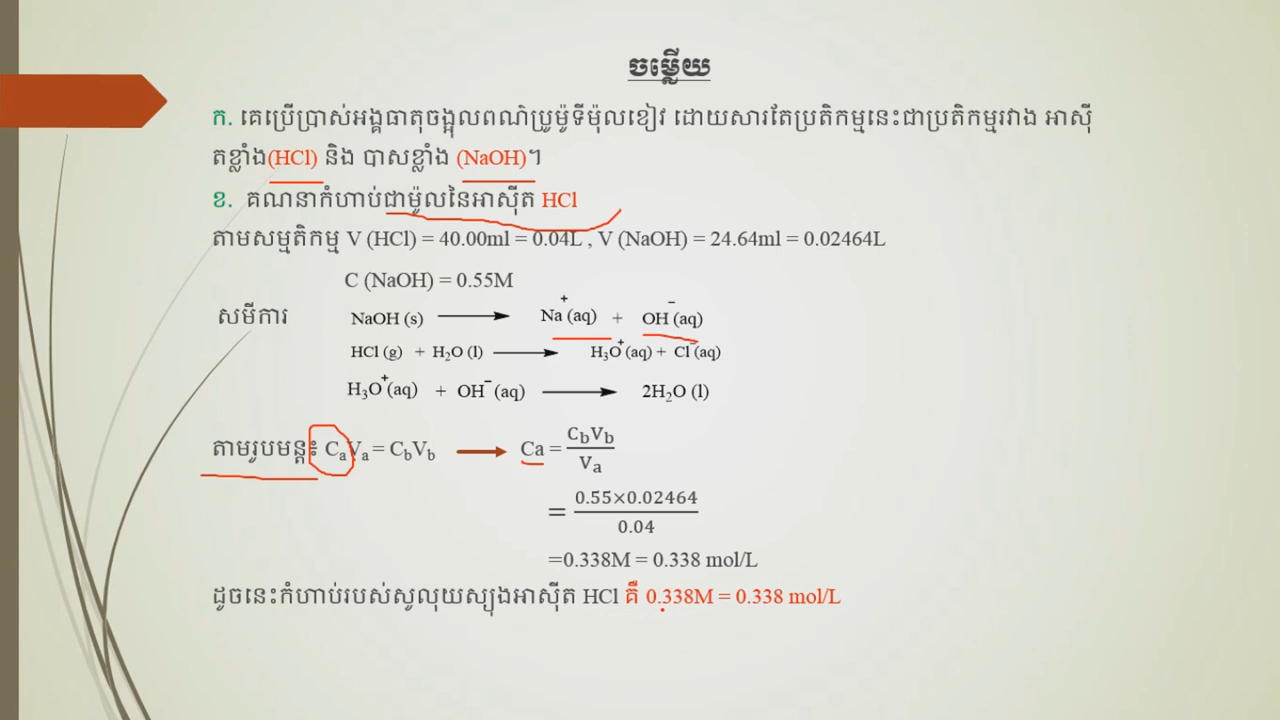 ចម្លើយ
ក. គេប្រើប្រាស់អង្គធាតុចង្អុលពណ៌ប្រូម៉ូទីម៉ុលខៀវ ដោយសារតែប្រតិកម្មនេះជាប្រតិកម្មរវាង អាស៊ី
តខ្លាំង(HCl) និង បាសខ្លាំង (NaOH)។
ខ. គណនាកំហាប់ជាម៉ូលនៃអាស៊ីត HCl
តាមសម្មតិកម្ម V (HCl) = 40.00ml = 0.04L , V (NaOH) = 24.64ml = 0.02464L
C (NaOH) = 0.55M
សមីការ NaOH (s) ⟶ Na⁺(aq) + OH⁻(aq)
HCl (g) + H₂O (l) ⟶ H₃O⁺(aq) + Cl⁻(aq)
H₃O⁺(aq) + OH⁻(aq) ⟶ 2H₂O (l)
តាមរូបមន្ត៖ CₐVₐ = C_bV_b ⟶ Ca = C_bV_b / Vₐ
= 0.55×0.02464 / 0.04
=0.338M = 0.338 mol/L
ដូចនេះកំហាប់របស់សូលុយស្យុងអាស៊ីត HCl គឺ 0.338M = 0.338 mol/L